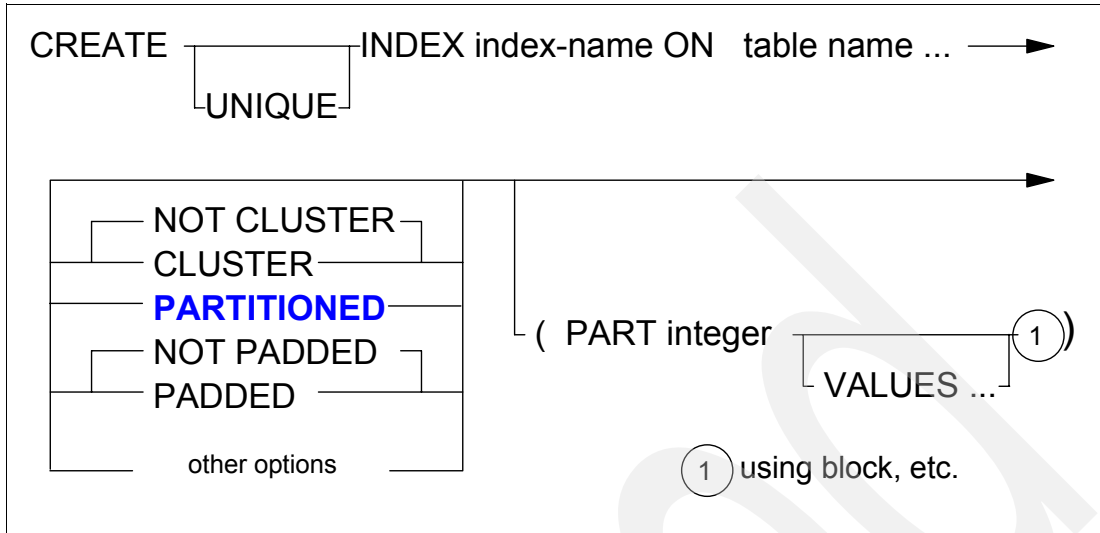 CREATE INDEX index-name ON table name ...
UNIQUE
NOT CLUSTER
CLUSTER
PARTITIONED
NOT PADDED
PADDED
other options
( PART integer 1 )
VALUES ...
1 using block, etc.